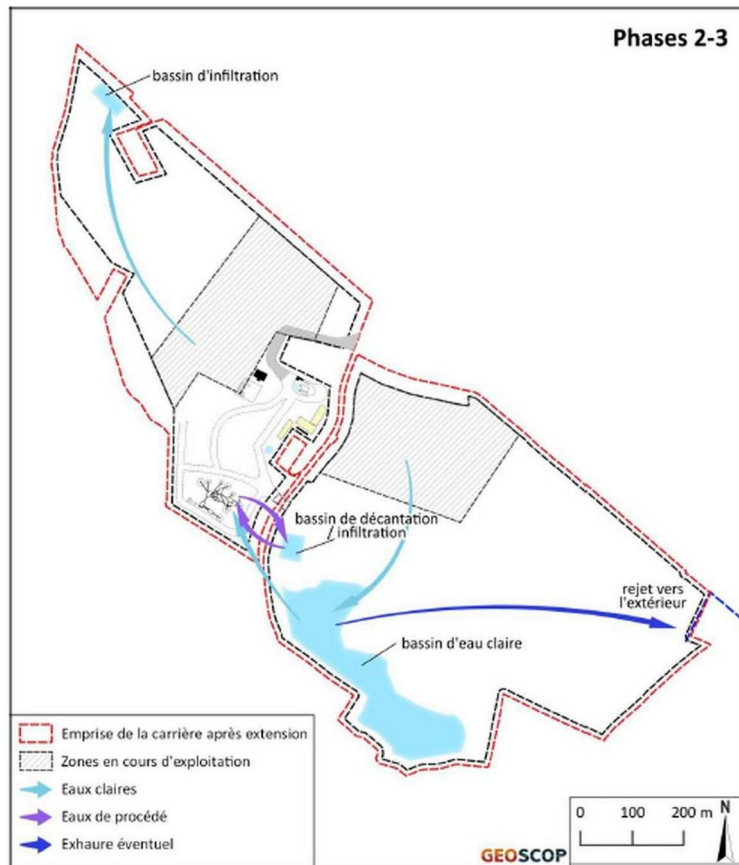 Phases 2-3
bassin d'infiltration
bassin de décantation
infiltration
rejet vers
l'extérieur
bassin d'eau claire
Emprise de la carrière après extension
Zones en cours d'exploitation
Eaux claires
Eaux de procédé
Exhaure éventuel
0 100 200 m N
GEOSCOP